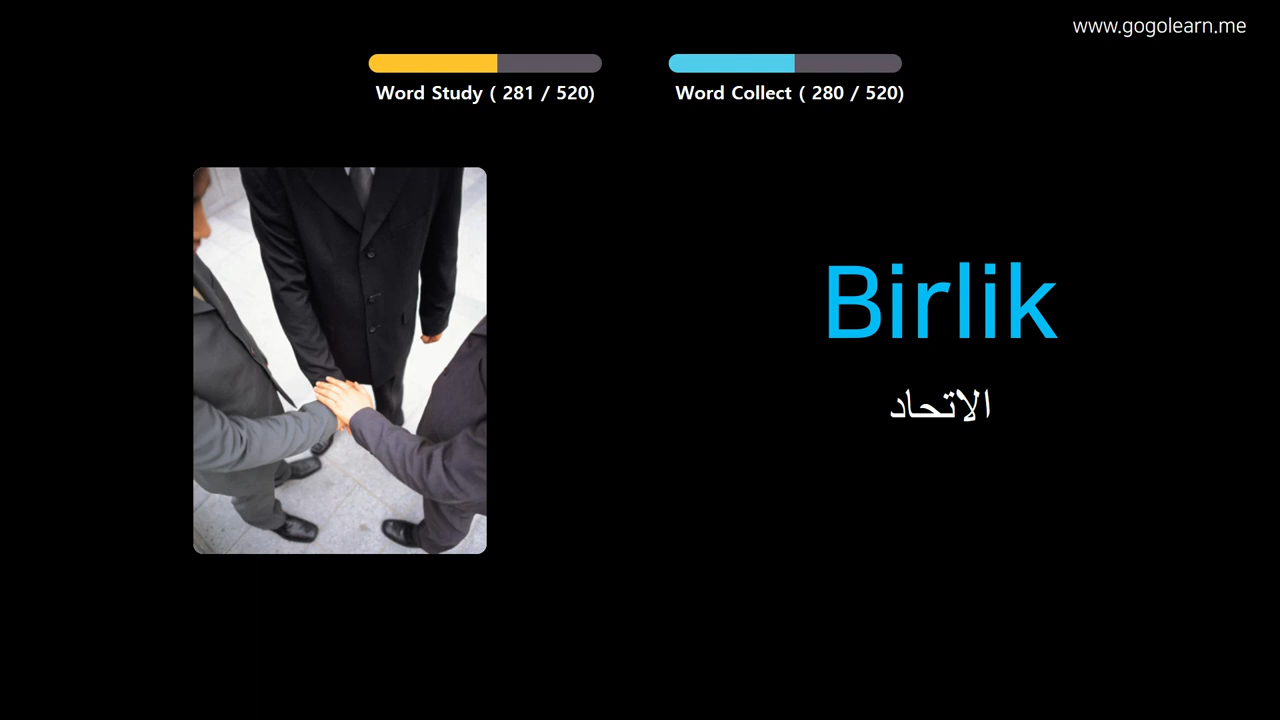 www.gogolearn.me
Word Study ( 281 / 520)
Word Collect ( 280 / 520)
Birlik
الاتحاد